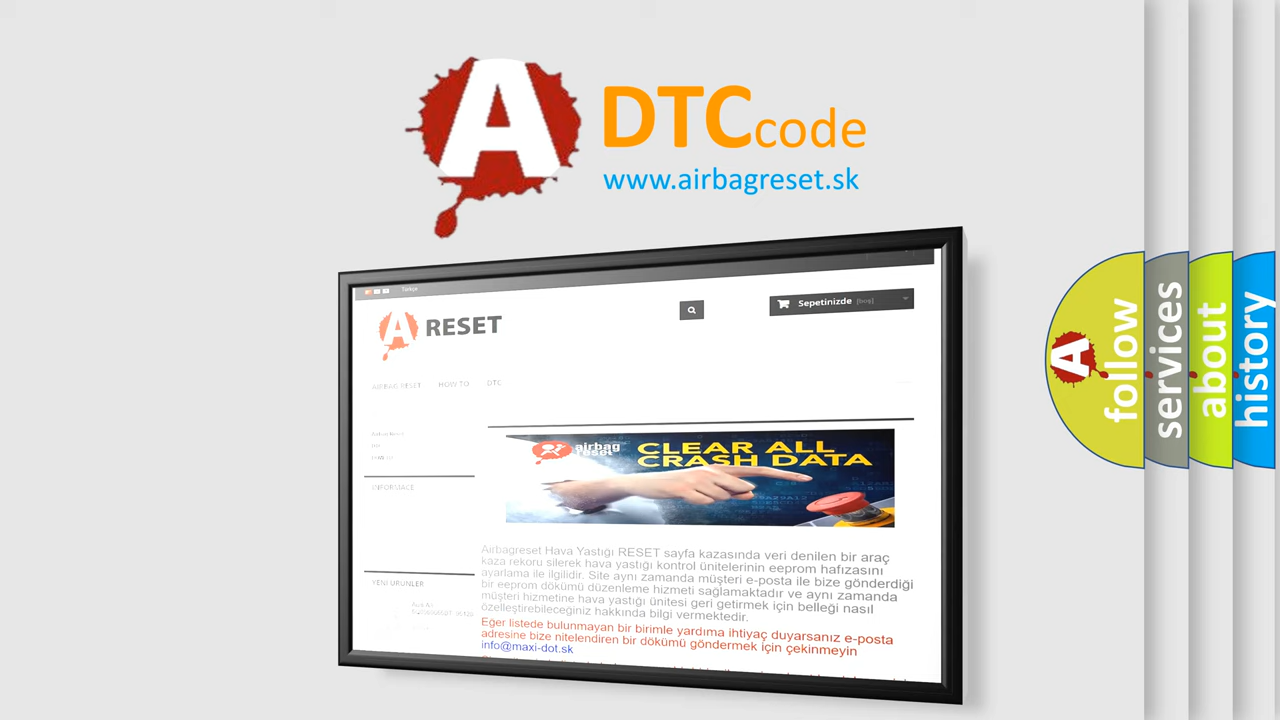 A DTCcode
www.airbagreset.sk
Türkçe
A RESET
Sepetinizde [boş]
AIRBAG RESET HOW TO DTC
INFORMACE
airbag
reset
CLEAR ALL
CRASH DATA
Airbagreset Hava Yastığı RESET sayfa kazasında veri denilen bir araç
kaza rekoru silerek hava yastığı kontrol ünitelerinin eeprom hafızasını
ayarlama ile ilgilidir. Site aynı zamanda müşteri e-posta ile bize gönderdiği
bir eeprom dökümü düzenleme hizmeti sağlamaktadır ve aynı zamanda
müşteri hizmetine hava yastığı ünitesi geri getirmek için belleği nasıl
özelleştirebileceğiniz hakkında bilgi vermektedir.
Eğer listede bulunmayan bir birimle yardıma ihtiyaç duyarsanız e-posta
adresine bize nitelendiren bir dökümü göndermek için çekinmeyin
info@maxi-dot.sk
YENI ÜRÜNLER
A follow
services
about
history